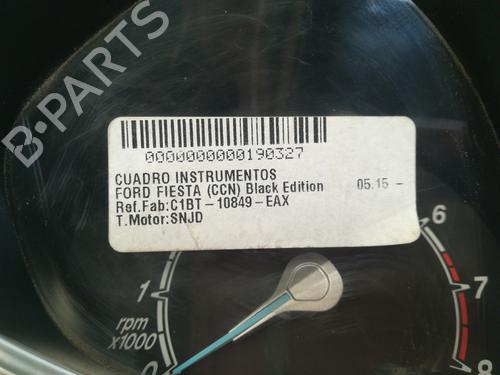 B-PARTS
0000000000190327
CUADRO INSTRUMENTOS
FORD FIESTA (CCN) Black Edition 05.15 -
Ref.Fab:C1BT-10849-EAX
T.Motor:SNJD
6
1
7
rpm
x1000
0
8